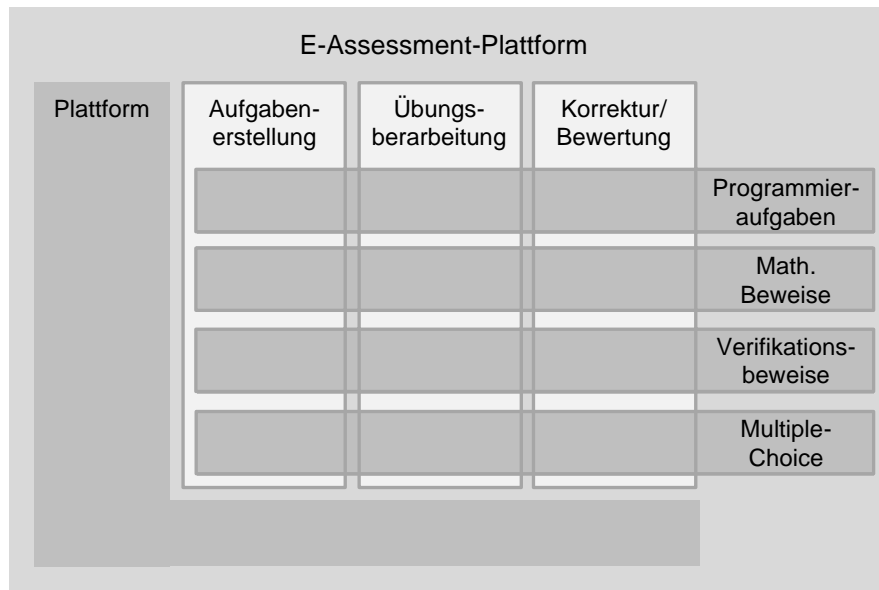 E-Assessment-Plattform
Plattform
Aufgaben-
erstellung
Übungs-
berarbeitung
Korrektur/
Bewertung
Programmier-
aufgaben
Math.
Beweise
Verifikations-
beweise
Multiple-
Choice